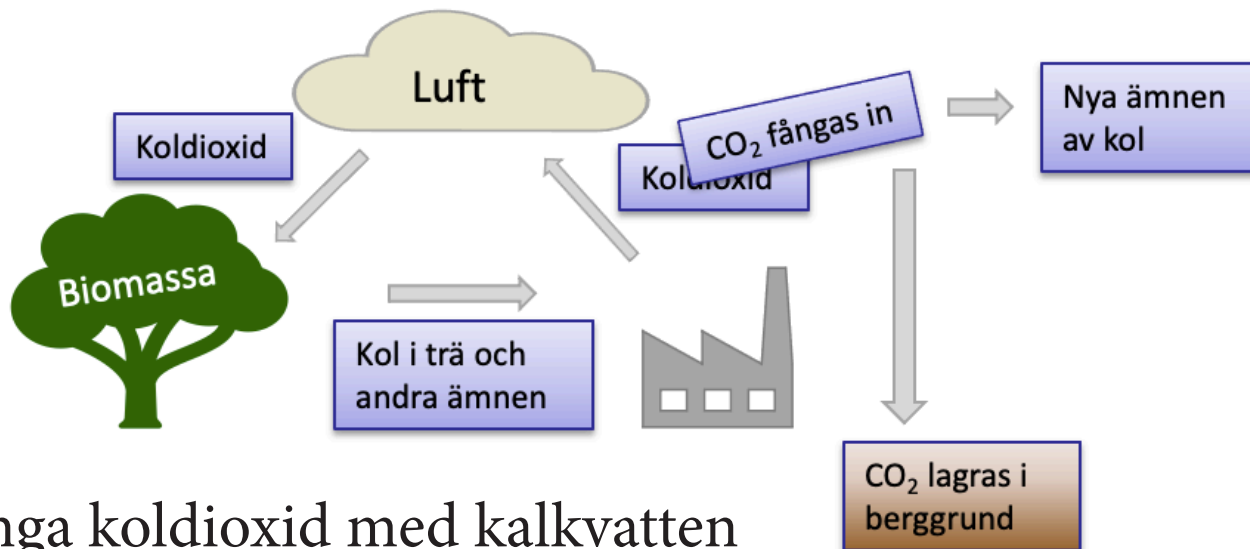 Luft
Koldioxid
CO₂ fångas in
Koldioxid
Nya ämnen
av kol
Biomassa
Kol i trä och
andra ämnen
CO₂ lagras i
berggrund
nga koldioxid med kalkvatten